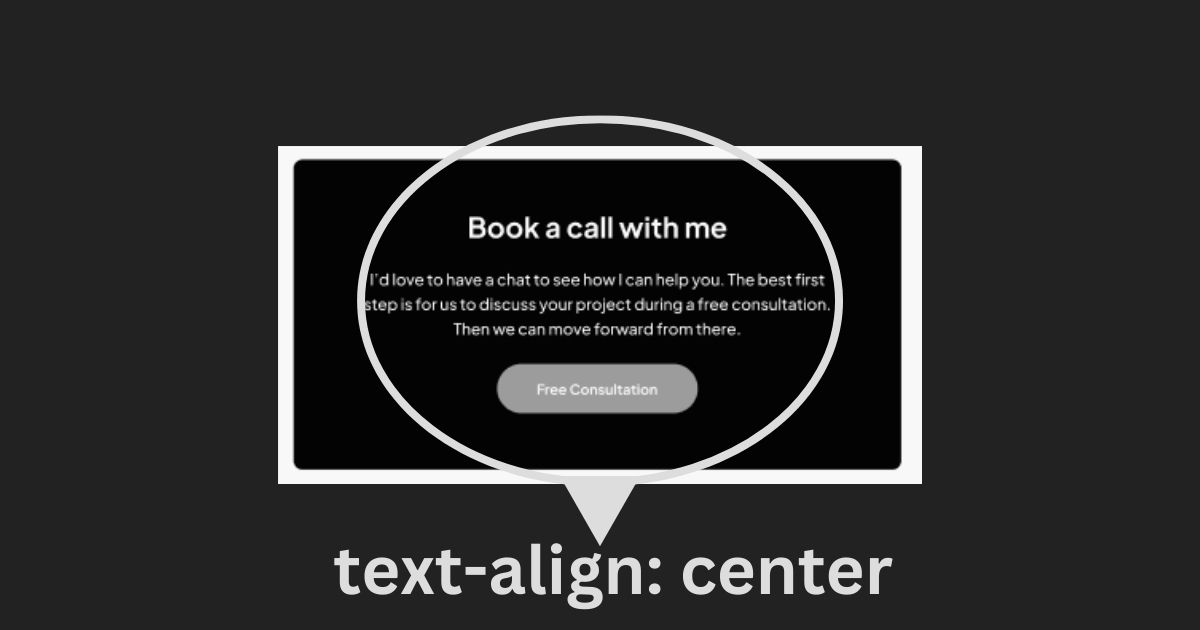 Book a call with me
I'd love to have a chat to see how I can help you. The best first
step is for us to discuss your project during a free consultation.
Then we can move forward from there.
Free Consultation
text-align: center